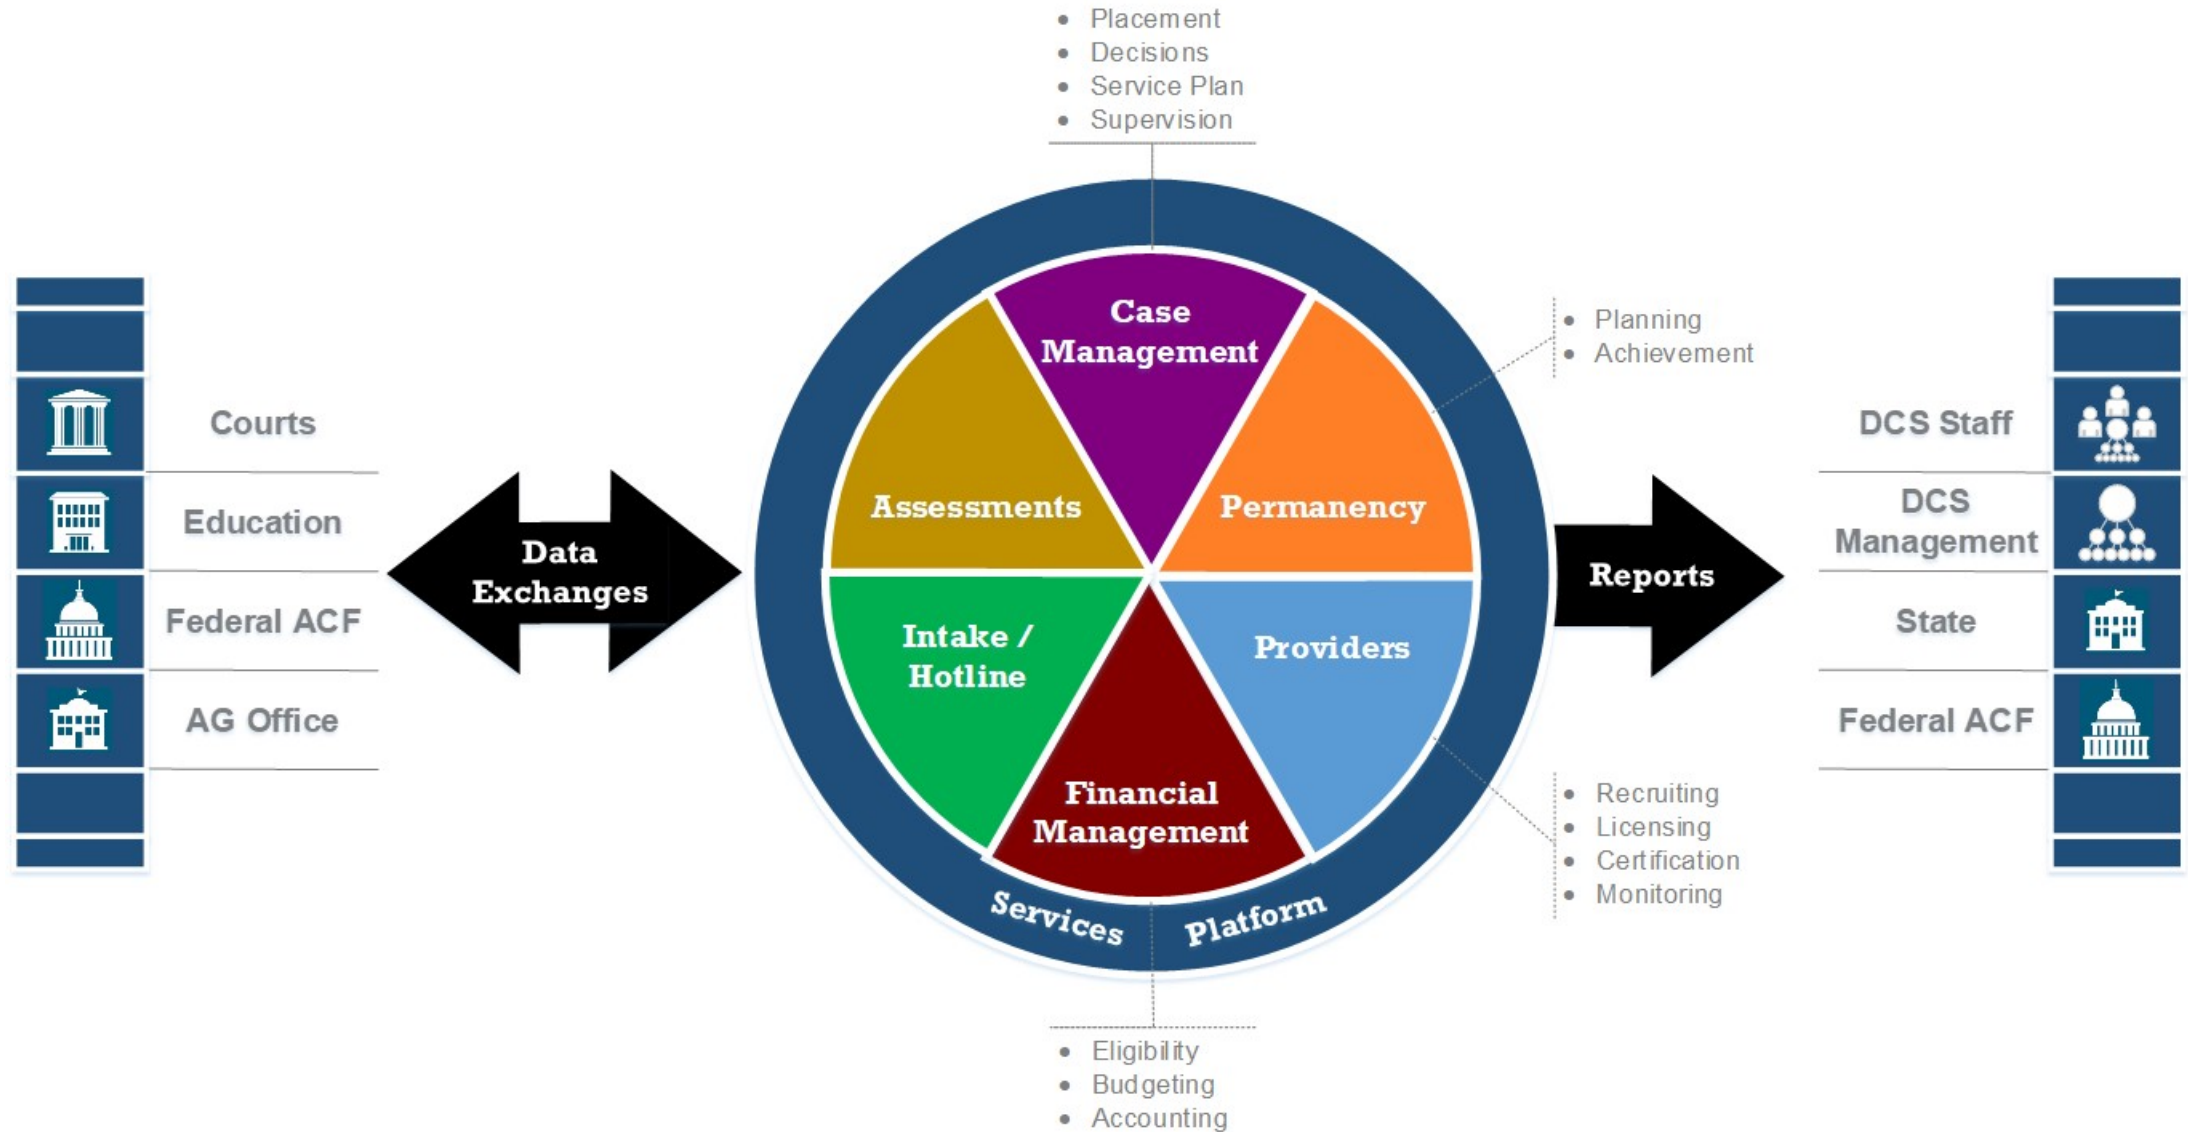 • Placement
• Decisions
• Service Plan
• Supervision
Courts
Education
Federal ACF
AG Office
Data
Exchanges
Case
Management
Assessments
Permanency
Intake /
Hotline
Providers
Financial
Management
Services Platform
• Planning
• Achievement
Reports
• Recruiting
• Licensing
• Certification
• Monitoring
DCS Staff
DCS
Management
State
Federal ACF
• Eligibility
• Budgeting
• Accounting